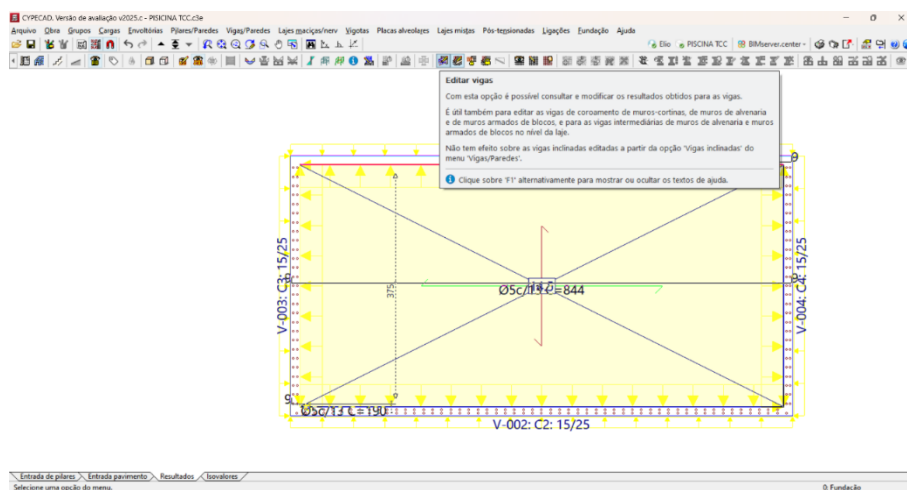 CYPECAD. Versão de avaliação v2025.c - PISICINA TCC.c3e
Arquivo Obra Grupos Cargas Envoltórias Pilares/Paredes Vigas/Paredes Lajes maciças/nerv Vigotas Placas alveolares Lajes mistas Pós-tensionadas Ligações Fundação Ajuda
Elio PISCINA TCC BIMserver.center
Editar vigas
Com esta opção é possível consultar e modificar os resultados obtidos para as vigas.
É útil também para editar as vigas de coroamento de muros-cortinas, de muros de alvenaria
e de muros armados de blocos, e para as vigas intermediárias de muros de alvenaria e muros
armados de blocos no nível da laje.
Não tem efeito sobre as vigas inclinadas editadas a partir da opção 'Vigas inclinadas' do
menu 'Vigas/Paredes'.
Clique sobre 'F1' alternativamente para mostrar ou ocultar os textos de ajuda.
9
V-003: C3: 15/25
375
V-004: C4: 15/25
9
Ø5c/13 C=190
V-002: C2: 15/25
Entrada de pilares Entrada pavimento Resultados Isovalores
Selecione uma opção do menu.
0: Fundação